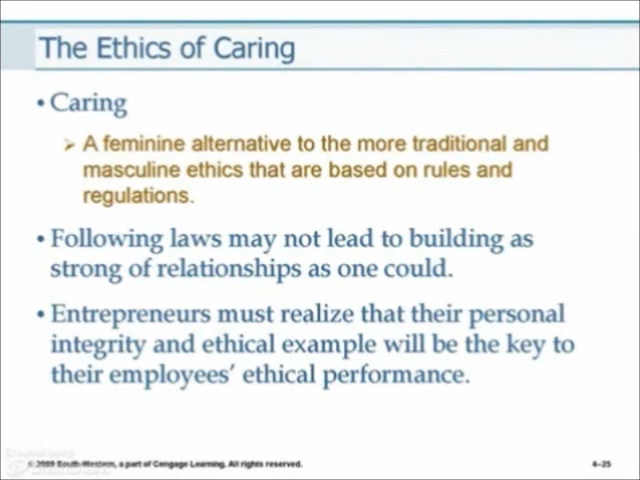 The Ethics of Caring
• Caring
➢ A feminine alternative to the more traditional and
masculine ethics that are based on rules and
regulations.
• Following laws may not lead to building as
strong of relationships as one could.
• Entrepreneurs must realize that their personal
integrity and ethical example will be the key to
their employees’ ethical performance.
© 2009 South-Western, a part of Cengage Learning. All rights reserved.
4–25